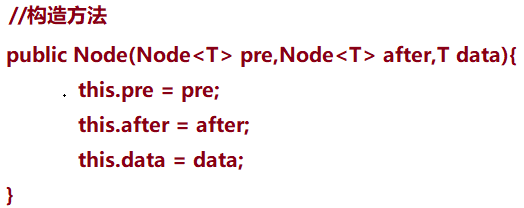 //构造方法
public Node(Node<T> pre,Node<T> after,T data){
this.pre = pre;
this.after = after;
this.data = data;
}